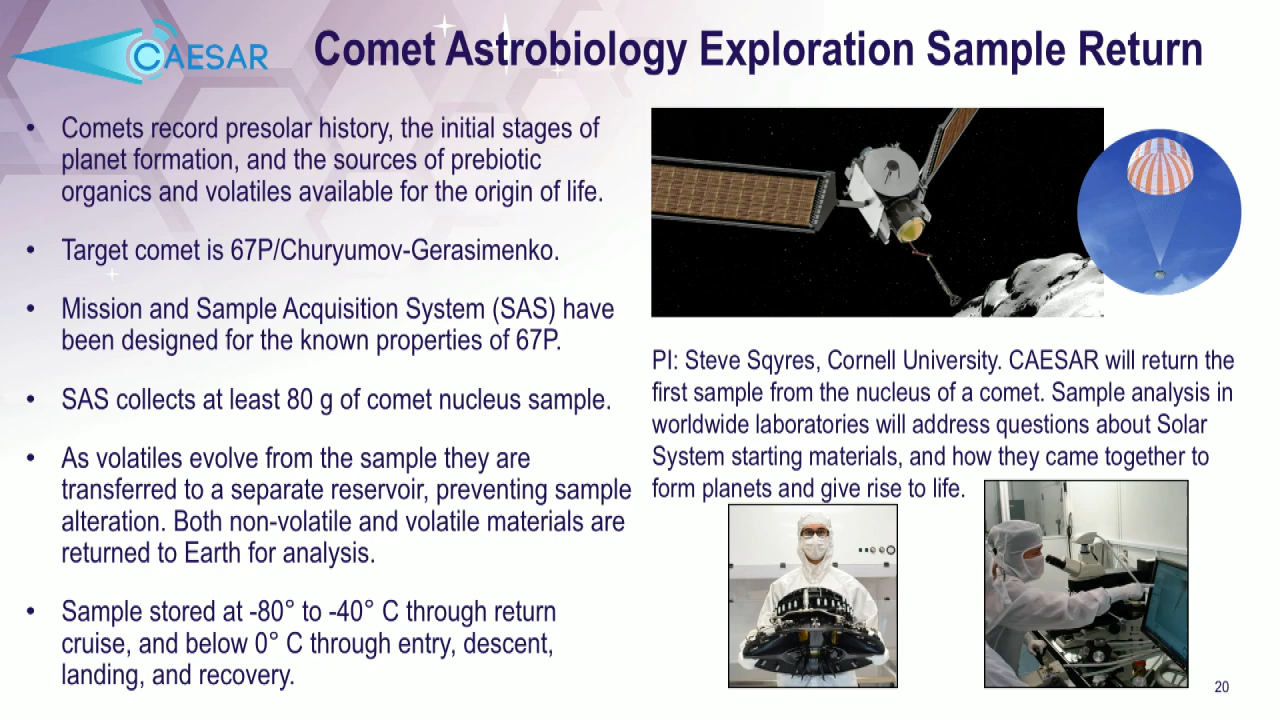 CAESAR
Comet Astrobiology Exploration Sample Return
• Comets record presolar history, the initial stages of
planet formation, and the sources of prebiotic
organics and volatiles available for the origin of life.
• Target comet is 67P/Churyumov-Gerasimenko.
• Mission and Sample Acquisition System (SAS) have
been designed for the known properties of 67P.
• SAS collects at least 80 g of comet nucleus sample.
• As volatiles evolve from the sample they are
transferred to a separate reservoir, preventing sample
alteration. Both non-volatile and volatile materials are
returned to Earth for analysis.
• Sample stored at -80° to -40° C through return
cruise, and below 0° C through entry, descent,
landing, and recovery.
PI: Steve Sqyres, Cornell University. CAESAR will return the
first sample from the nucleus of a comet. Sample analysis in
worldwide laboratories will address questions about Solar
System starting materials, and how they came together to
form planets and give rise to life.
20